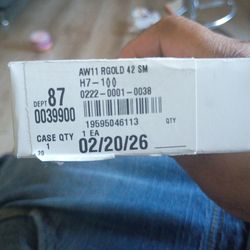 AW11 RGOLD 42 SM
H7-100
DEPT 87
0222-0001-0038
0039900
19595046113
CASE QTY
1 EA
QTY
1
02/20/26